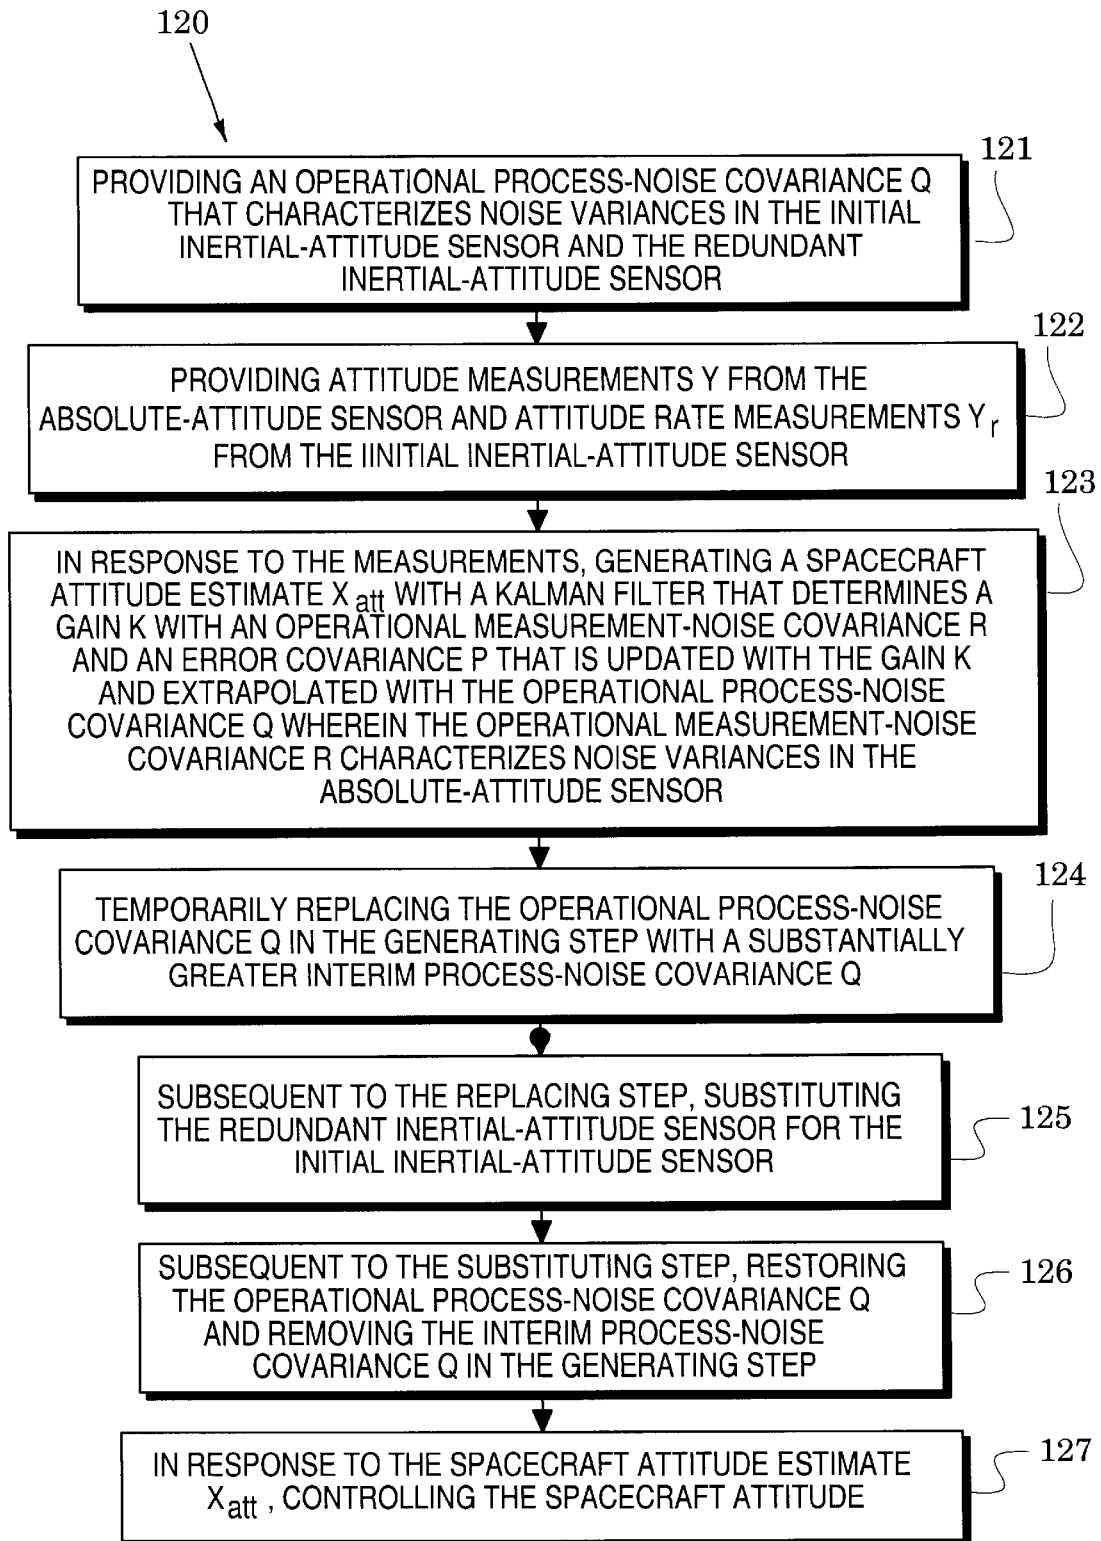 120
121
PROVIDING AN OPERATIONAL PROCESS-NOISE COVARIANCE Q
THAT CHARACTERIZES NOISE VARIANCES IN THE INITIAL
INERTIAL-ATTITUDE SENSOR AND THE REDUNDANT
INERTIAL-ATTITUDE SENSOR
122
PROVIDING ATTITUDE MEASUREMENTS Y FROM THE
ABSOLUTE-ATTITUDE SENSOR AND ATTITUDE RATE MEASUREMENTS Yr
FROM THE IINITIAL INERTIAL-ATTITUDE SENSOR
123
IN RESPONSE TO THE MEASUREMENTS, GENERATING A SPACECRAFT
ATTITUDE ESTIMATE Xatt WITH A KALMAN FILTER THAT DETERMINES A
GAIN K WITH AN OPERATIONAL MEASUREMENT-NOISE COVARIANCE R
AND AN ERROR COVARIANCE P THAT IS UPDATED WITH THE GAIN K
AND EXTRAPOLATED WITH THE OPERATIONAL PROCESS-NOISE
COVARIANCE Q WHEREIN THE OPERATIONAL MEASUREMENT-NOISE
COVARIANCE R CHARACTERIZES NOISE VARIANCES IN THE
ABSOLUTE-ATTITUDE SENSOR
124
TEMPORARILY REPLACING THE OPERATIONAL PROCESS-NOISE
COVARIANCE Q IN THE GENERATING STEP WITH A SUBSTANTIALLY
GREATER INTERIM PROCESS-NOISE COVARIANCE Q
SUBSEQUENT TO THE REPLACING STEP, SUBSTITUTING
THE REDUNDANT INERTIAL-ATTITUDE SENSOR FOR THE
INITIAL INERTIAL-ATTITUDE SENSOR
125
SUBSEQUENT TO THE SUBSTITUTING STEP, RESTORING
THE OPERATIONAL PROCESS-NOISE COVARIANCE Q
AND REMOVING THE INTERIM PROCESS-NOISE
COVARIANCE Q IN THE GENERATING STEP
126
IN RESPONSE TO THE SPACECRAFT ATTITUDE ESTIMATE
Xatt, CONTROLLING THE SPACECRAFT ATTITUDE
127